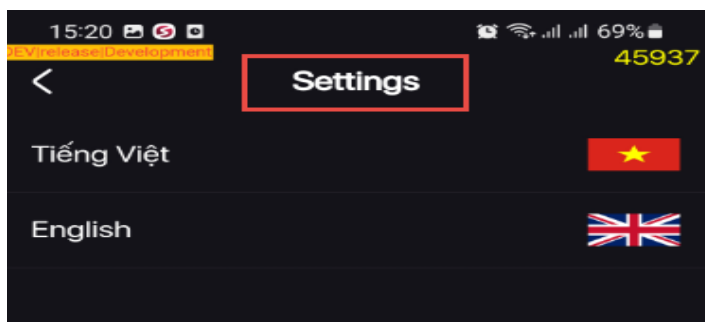 15:20 69%
DEV|release|Development
45937
Settings
Tiếng Việt
English